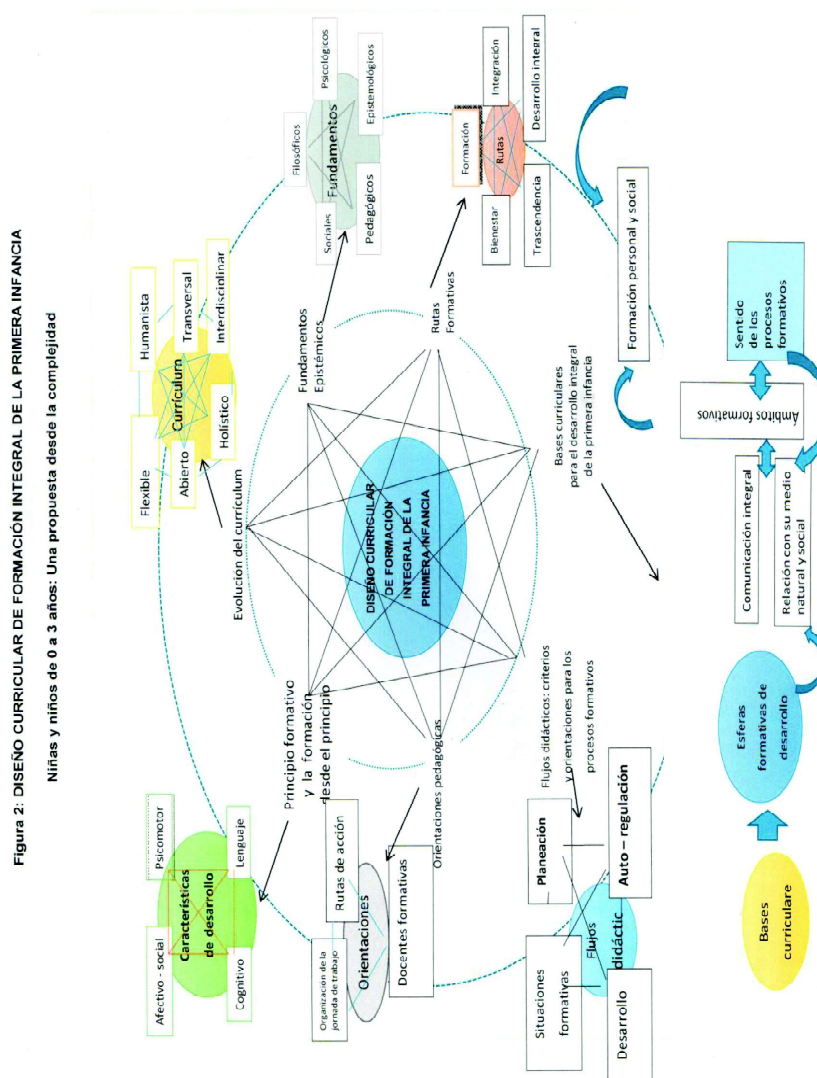 Figura 2: DISEÑO CURRICULAR DE FORMACIÓN INTEGRAL DE LA PRIMERA INFANCIA
Niñas y niños de 0 a 3 años: Una propuesta desde la complejidad
Afectivo - social
Psicomotor
Características
de desarrollo
Cognitivo
Lenguaje
Flexible
Humanista
Currículum
Abierto
Transversal
Holístico
Interdisciplinar
Filosóficos
Psicológicos
Fundamentos
Sociales
Pedagógicos
Epistemológicos
Evolución del currículum
Principio formativo
y la formación
desde el principio
Fundamentos
Epistémicos
Organización de la
jornada de trabajo
Rutas de acción
Orientaciones
Docentes formativas
DISEÑO CURRICULAR
DE FORMACIÓN
INTEGRAL DE LA
PRIMERA INFANCIA
Rutas
Formativas
Formación
Integración
Rutas
Bienestar
Trascendencia
Desarrollo integral
Orientaciones pedagógicas
Flujos didácticos: criterios
y orientaciones para los
procesos formativos
Bases curriculares
para el desarrollo integral
de la primera infancia
Situaciones
formativas
Planeación
Flujos
didáctic
Desarrollo
Auto – regulación
Formación personal y social
Bases
curriculare
Esferas
formativas de
desarrollo
Comunicación integral
Relación con su medio
natural y social
Ámbitos formativos
Sentido
de los
procesos
formativos